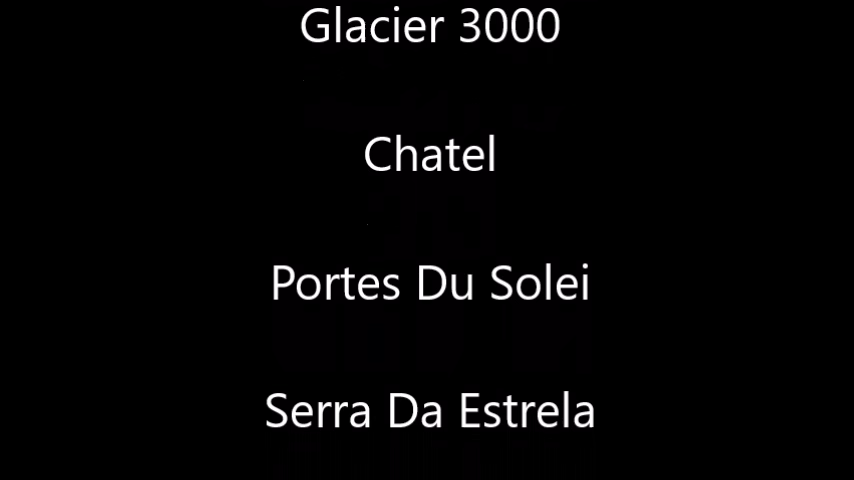 Glacier 3000
Chatel
Portes Du Solei
Serra Da Estrela